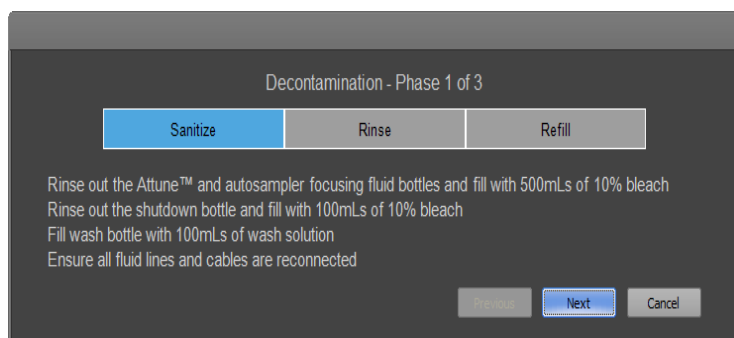 Decontamination - Phase 1 of 3
Sanitize
Rinse
Refill
Rinse out the Attune™ and autosampler focusing fluid bottles and fill with 500mLs of 10% bleach
Rinse out the shutdown bottle and fill with 100mLs of 10% bleach
Fill wash bottle with 100mLs of wash solution
Ensure all fluid lines and cables are reconnected
Previous
Next
Cancel